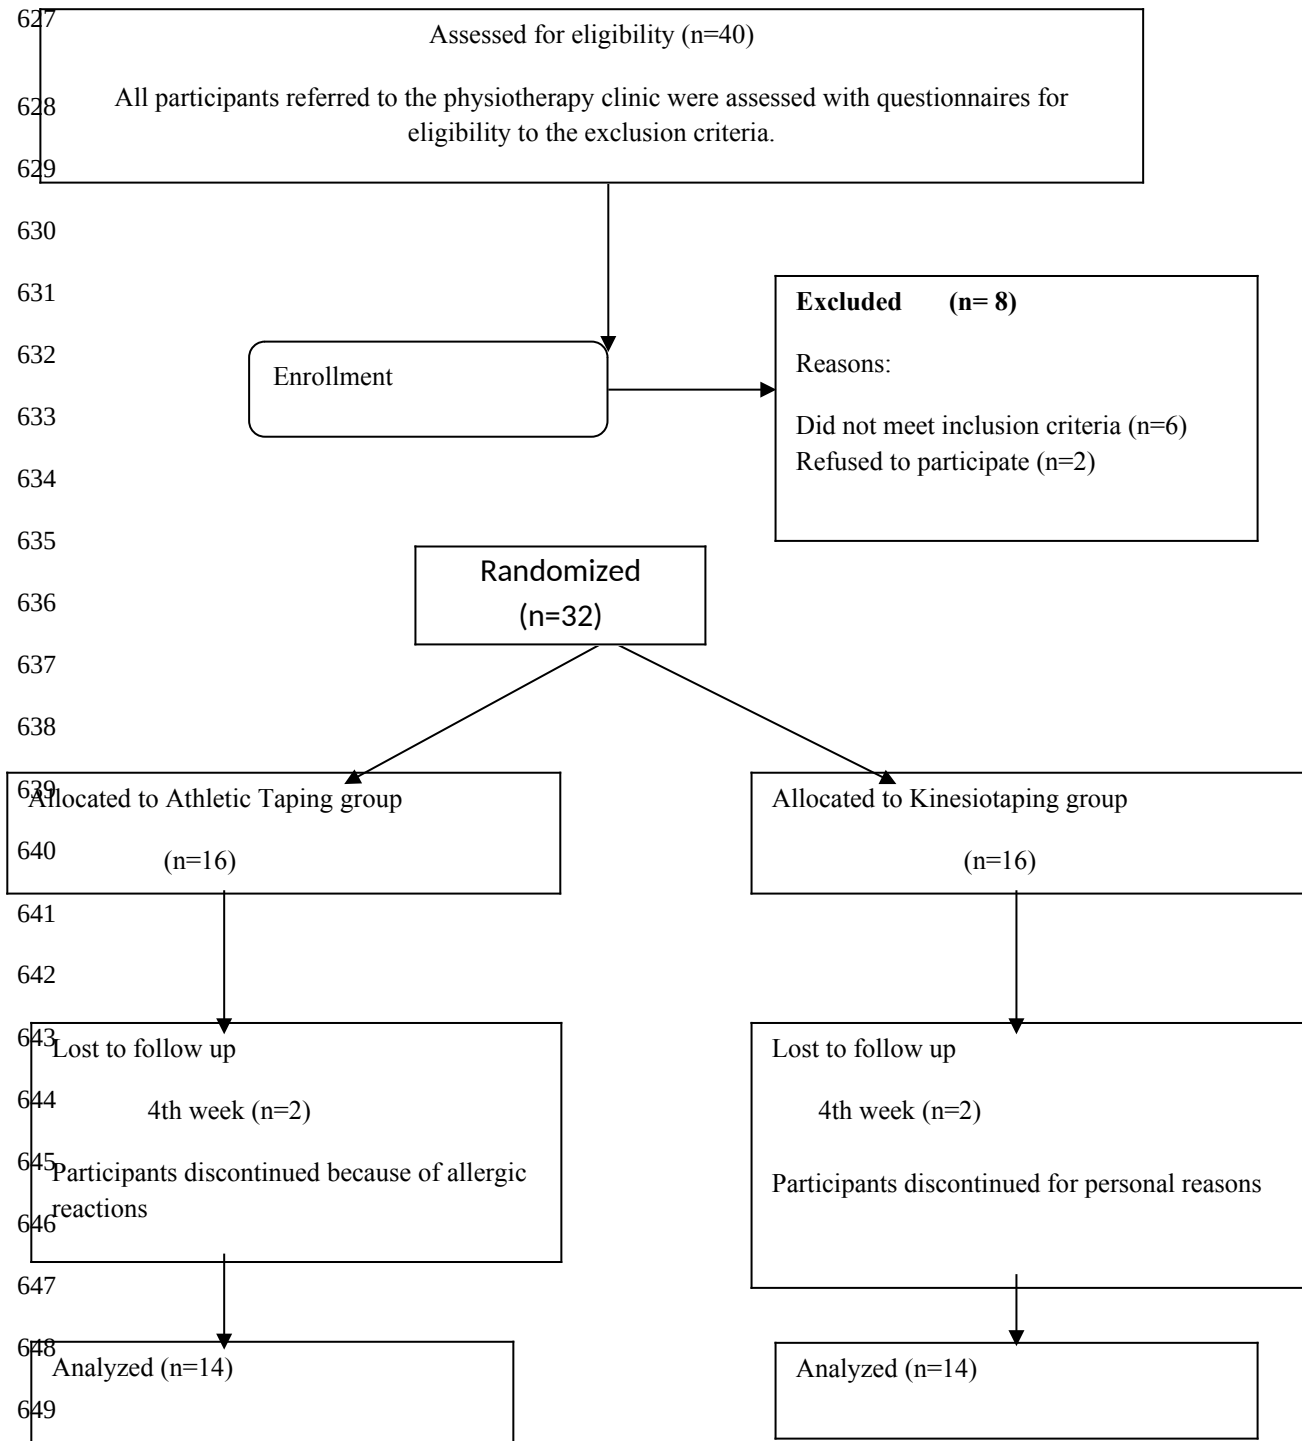 627
Assessed for eligibility (n=40)
628
All participants referred to the physiotherapy clinic were assessed with questionnaires for
eligibility to the exclusion criteria.
629
630
631
Excluded (n= 8)
632
Reasons:
Enrollment
633
Did not meet inclusion criteria (n=6)
Refused to participate (n=2)
634
635
Randomized
636
(n=32)
637
638
639
Allocated to Athletic Taping group
Allocated to Kinesiotaping group
640
(n=16)
(n=16)
641
642
643
Lost to follow up
Lost to follow up
644
4th week (n=2)
4th week (n=2)
645
Participants discontinued because of allergic
reactions
Participants discontinued for personal reasons
646
647
648
Analyzed (n=14)
Analyzed (n=14)
649